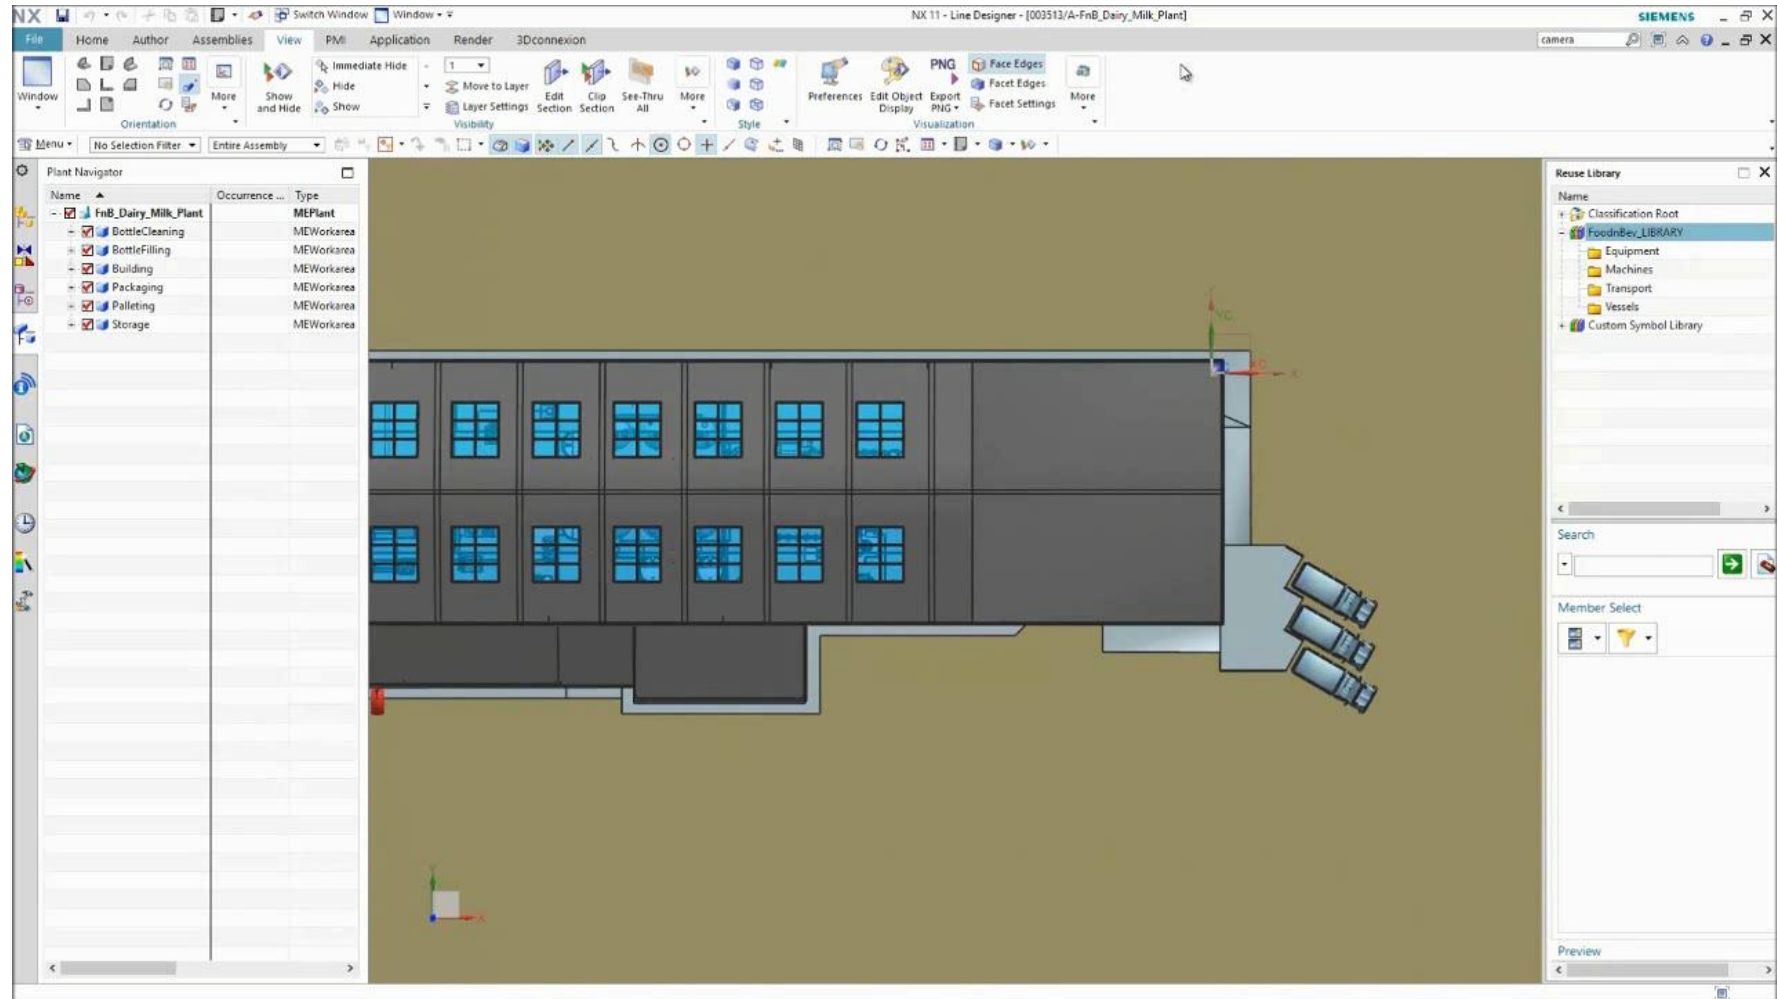 NX Switch Window Window NX 11 - Line Designer - [003513/A-FnB_Dairy_Milk_Plant] SIEMENS
File Home Author Assemblies View PMI Application Render 3Dconnexion camera
Window More Show and Hide Immediate Hide Hide Show
Orientation
1
Move to Layer
Layer Settings
Edit Section Clip Section See-Thru All More
Visibility
Style
Preferences Edit Object Display PNG Export PNG Face Edges Facet Edges Facet Settings More
Visualization
Menu No Selection Filter Entire Assembly
Plant Navigator
Name Occurrence ... Type
FnB_Dairy_Milk_Plant MEPlant
BottleCleaning MEWorkarea
BottleFilling MEWorkarea
Building MEWorkarea
Packaging MEWorkarea
Palleting MEWorkarea
Storage MEWorkarea
YC
XC X
Y
X
Reuse Library
Name
Classification Root
FoodnBev_LIBRARY
Equipment
Machines
Transport
Vessels
Custom Symbol Library
Search
Member Select
Preview